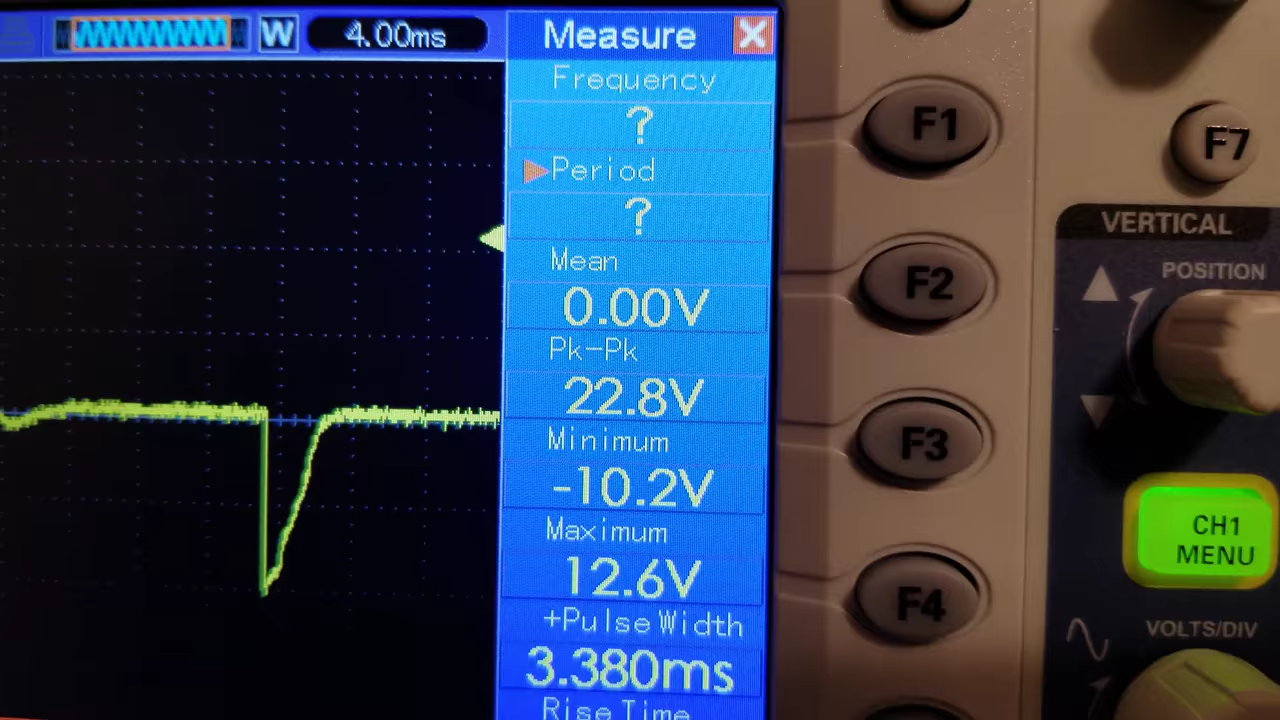 W 4.00ms Measure X
Frequency
?
Period
?
Mean
0.00V
Pk-Pk
22.8V
Minimum
-10.2V
Maximum
12.6V
+Pulse Width
3.380ms
Rise Time
F1
F2
F3
F4
F7
VERTICAL
POSITION
CH1
MENU
VOLTS/DIV